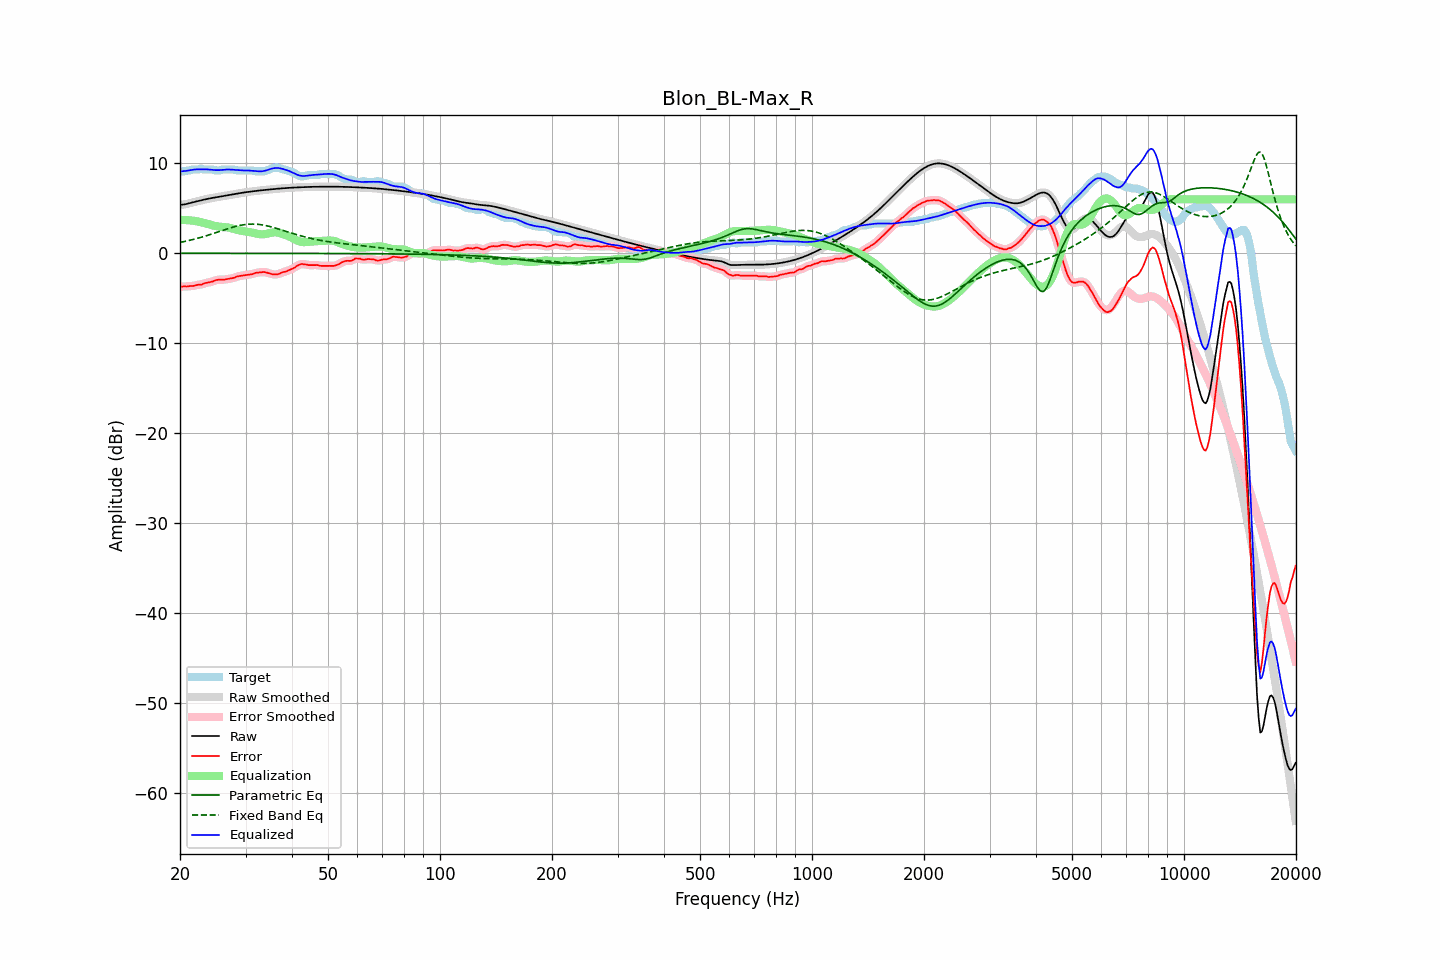 Blon_BL-Max_R
Amplitude (dBr)
10
0
−10
−20
−30
−40
−50
−60
Target
Raw Smoothed
Error Smoothed
Raw
Error
Equalization
Parametric Eq
Fixed Band Eq
Equalized
20 50 100 200 500 1000 2000 5000 10000 20000
Frequency (Hz)